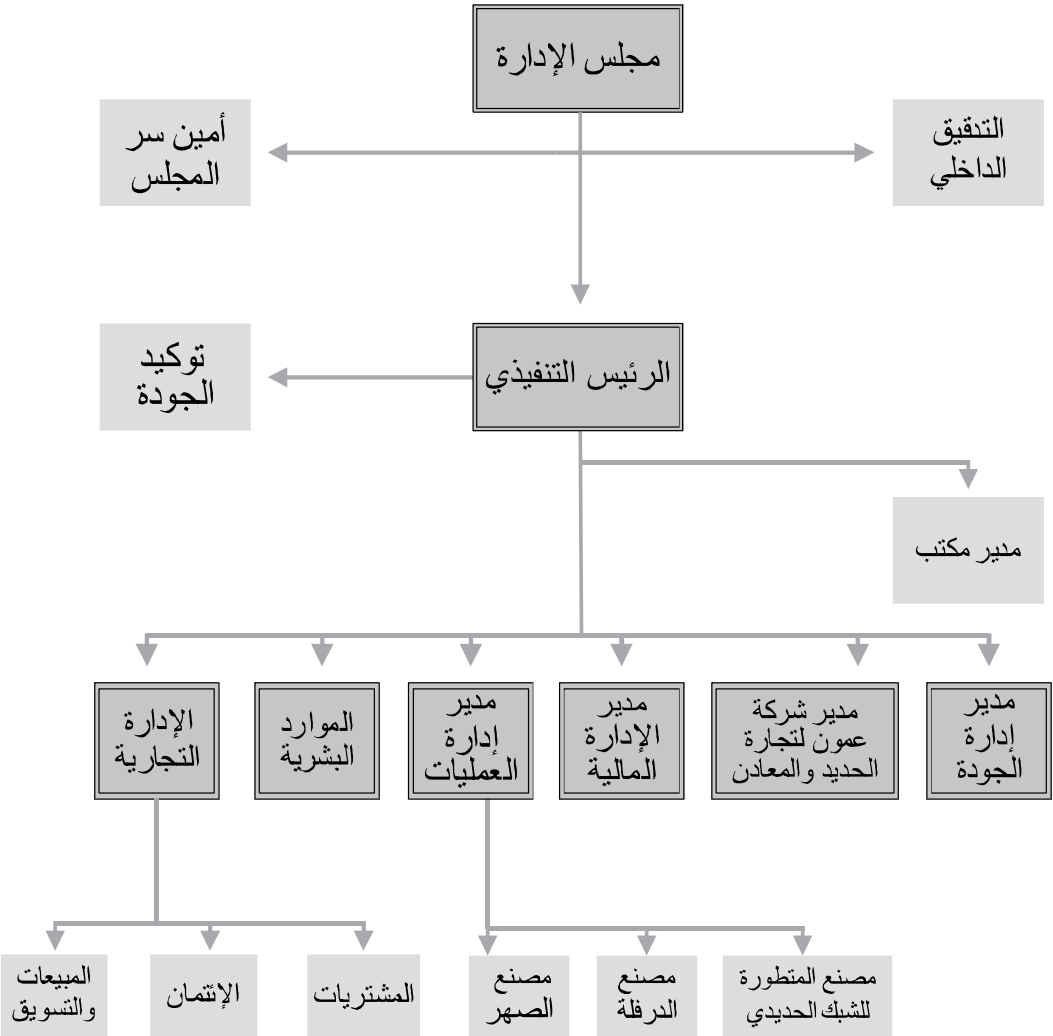 مجلس الإدارة
التدقيق
الداخلي
أمين سر
المجلس
الرئيس التنفيذي
توكيد
الجودة
مدير مكتب
مدير
إدارة
الجودة
مدير شركة
عمون لتجارة
الحديد والمعادن
مدير
الإدارة
المالية
مدير
إدارة
العمليات
الموارد
البشرية
الإدارة
التجارية
مصنع المتطورة
للشبك الحديدي
مصنع
الدرفلة
مصنع
الصهر
المشتريات
الإئتمان
المبيعات
والتسويق